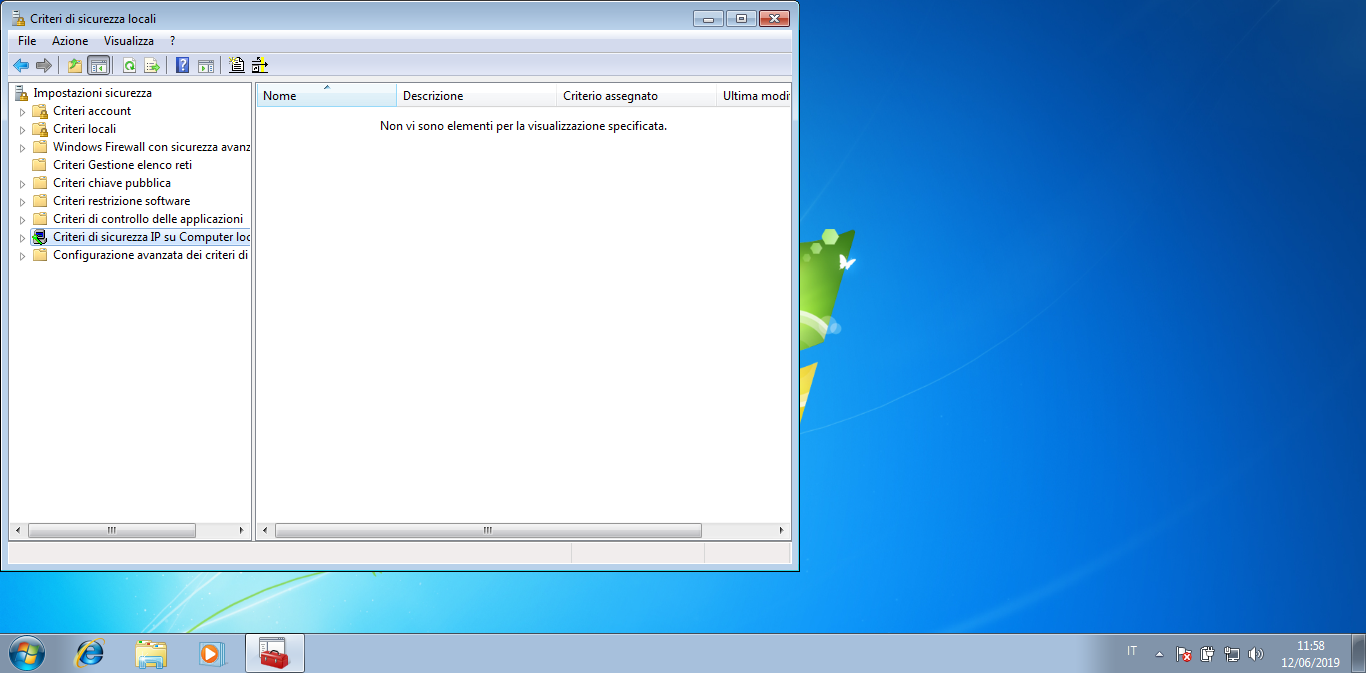 Criteri di sicurezza locali
File Azione Visualizza ?
Impostazioni sicurezza
Criteri account
Criteri locali
Windows Firewall con sicurezza avanz
Criteri Gestione elenco reti
Criteri chiave pubblica
Criteri restrizione software
Criteri di controllo delle applicazioni
Criteri di sicurezza IP su Computer loc
Configurazione avanzata dei criteri di
Nome Descrizione Criterio assegnato Ultima modi
Non vi sono elementi per la visualizzazione specificata.
IT
11:58
12/06/2019